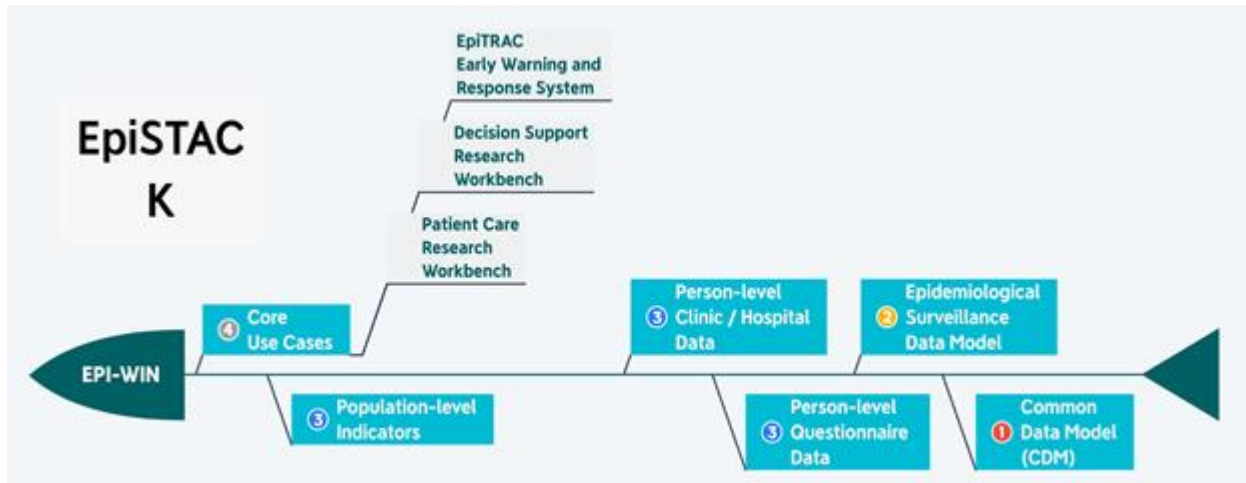 EpiTRAC
Early Warning and
Response System
EpiSTAC
K
Decision Support
Research
Workbench
Patient Care
Research
Workbench
4 Core
Use Cases
Person-level
3 Clinic / Hospital
Data
Epidemiological
2 Surveillance
Data Model
EPI-WIN
3 Population-level
Indicators
Person-level
3 Questionnaire
Data
Common
1 Data Model
(CDM)